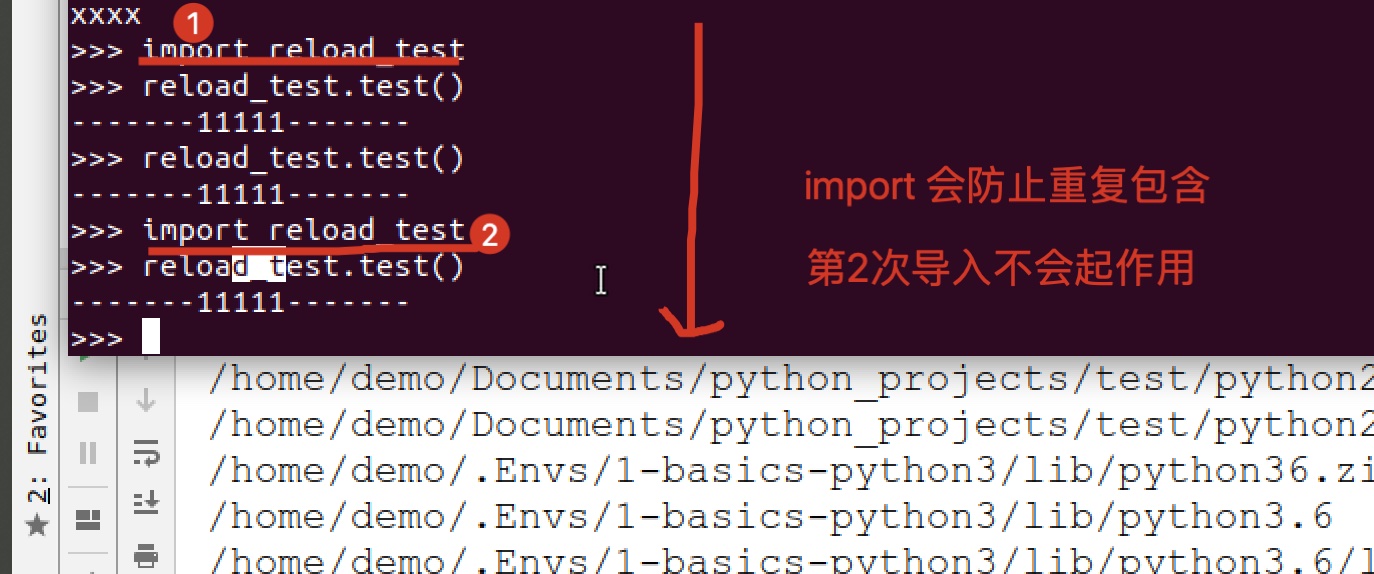 xxxx
1
>>> import reload_test
>>> reload_test.test()
-------11111-------
>>> reload_test.test()
-------11111-------
>>> import reload_test 2
>>> reload_test.test()
-------11111-------
>>>
import 会防止重复包含
第2次导入不会起作用
2: Favorites
/home/demo/Documents/python_projects/test/python2
/home/demo/Documents/python_projects/test/python2
/home/demo/.Envs/1-basics-python3/lib/python36.zi
/home/demo/.Envs/1-basics-python3/lib/python3.6
/home/demo/.Envs/1-basics-python3/lib/python3.6/l